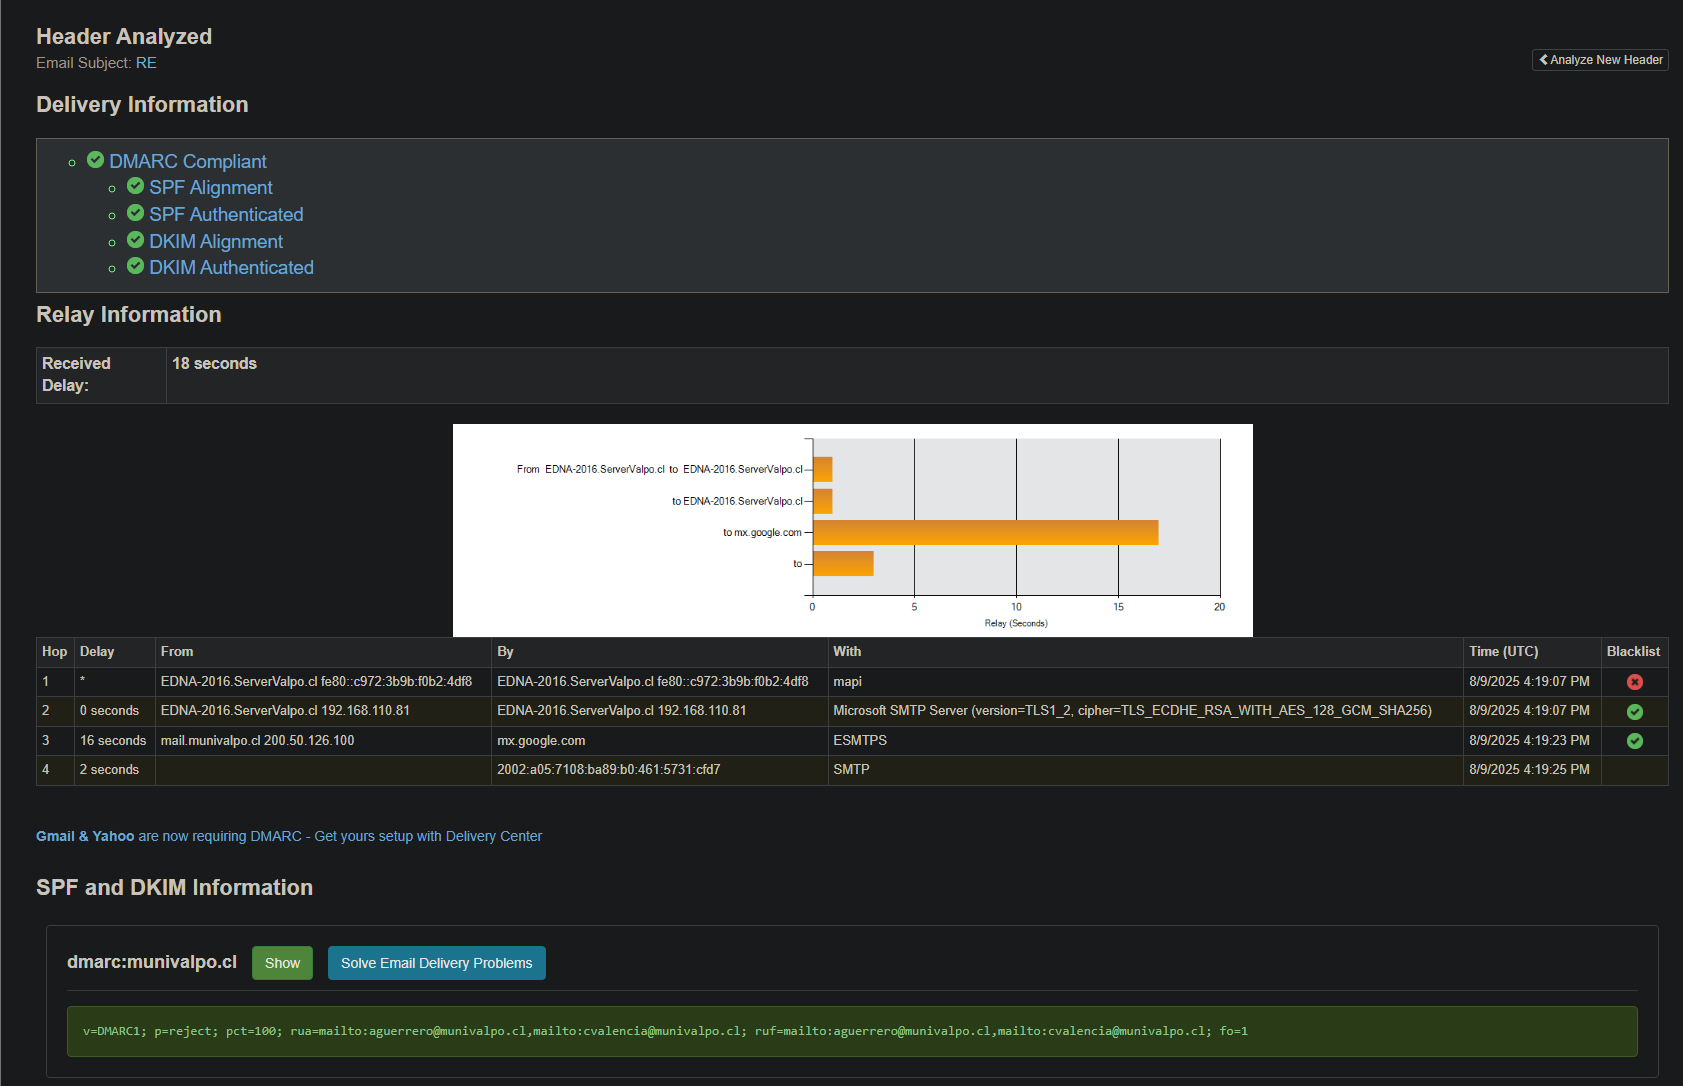 Header Analyzed
Email Subject: RE
Analyze New Header
Delivery Information
DMARC Compliant
SPF Alignment
SPF Authenticated
DKIM Alignment
DKIM Authenticated
Relay Information
Received Delay: 18 seconds
From EDNA-2016.ServerValpo.cl to EDNA-2016.ServerValpo.cl
to EDNA-2016.ServerValpo.cl
to mx.google.com
to
0 5 10 15 20
Relay (Seconds)
Hop Delay From By With Time (UTC) Blacklist
1 * EDNA-2016.ServerValpo.cl fe80::c972:3b9b:f0b2:4df8 EDNA-2016.ServerValpo.cl fe80::c972:3b9b:f0b2:4df8 mapi 8/9/2025 4:19:07 PM
2 0 seconds EDNA-2016.ServerValpo.cl 192.168.110.81 EDNA-2016.ServerValpo.cl 192.168.110.81 Microsoft SMTP Server (version=TLS1_2, cipher=TLS_ECDHE_RSA_WITH_AES_128_GCM_SHA256) 8/9/2025 4:19:07 PM
3 16 seconds mail.munivalpo.cl 200.50.126.100 mx.google.com ESMTPS 8/9/2025 4:19:23 PM
4 2 seconds 2002:a05:7108:ba89:b0:461:5731:cfd7 SMTP 8/9/2025 4:19:25 PM
Gmail & Yahoo are now requiring DMARC - Get yours setup with Delivery Center
SPF and DKIM Information
dmarc:munivalpo.cl Show Solve Email Delivery Problems
v=DMARC1; p=reject; pct=100; rua=mailto:aguerrero@munivalpo.cl,mailto:cvalencia@munivalpo.cl; ruf=mailto:aguerrero@munivalpo.cl,mailto:cvalencia@munivalpo.cl; fo=1